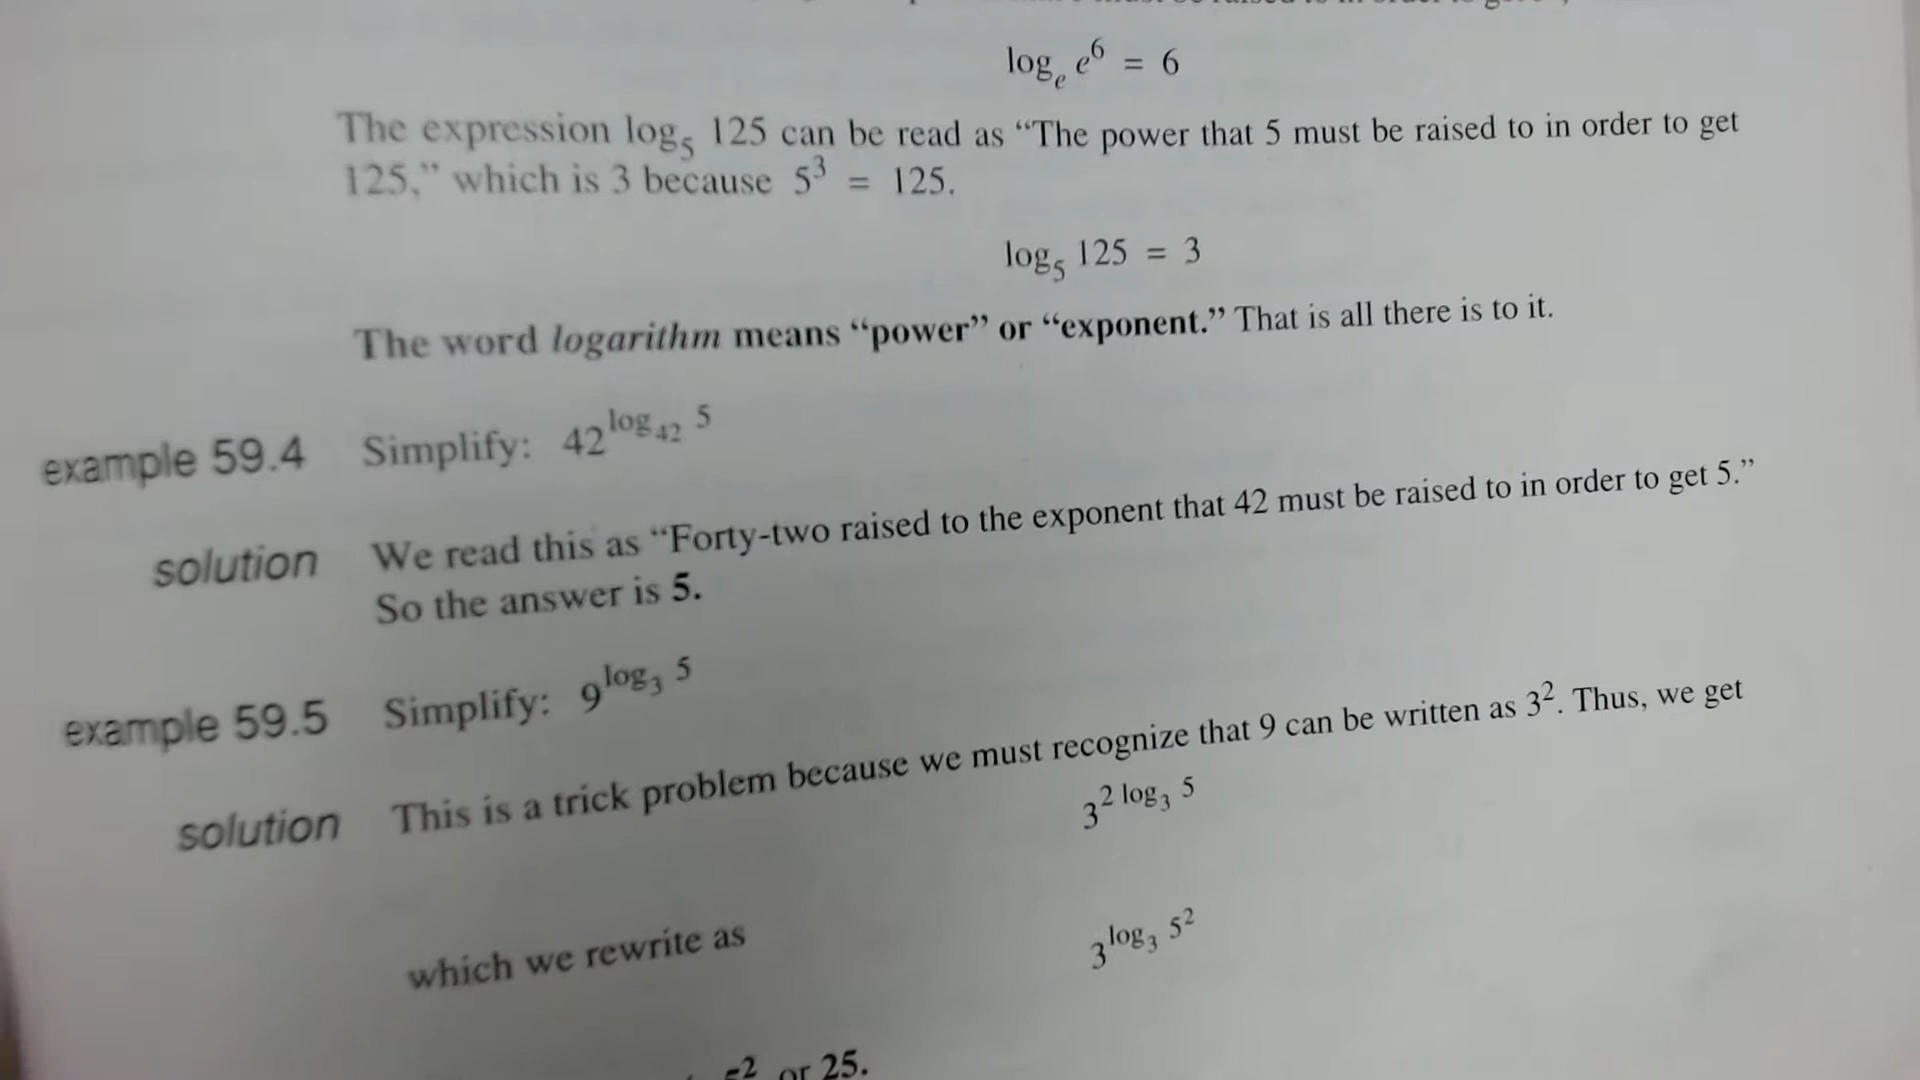 log_e e^6 = 6
The expression log_5 125 can be read as “The power that 5 must be raised to in order to get
125,” which is 3 because 5^3 = 125.
log_5 125 = 3
The word logarithm means “power” or “exponent.” That is all there is to it.
example 59.4 Simplify: 42^{log_{42} 5}
solution We read this as “Forty-two raised to the exponent that 42 must be raised to in order to get 5.”
So the answer is 5.
example 59.5 Simplify: 9^{log_3 5}
solution This is a trick problem because we must recognize that 9 can be written as 3^2. Thus, we get
3^{2 log_3 5}
which we rewrite as 3^{log_3 5^2}
or 25.